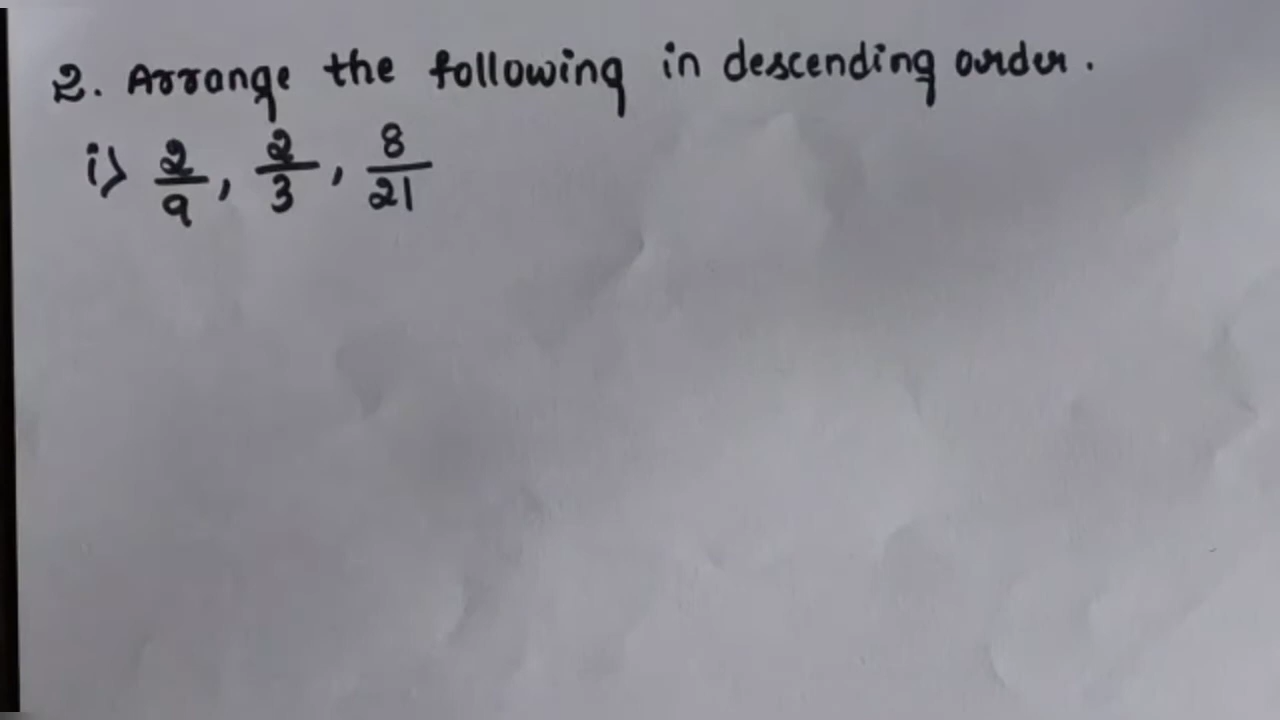 2. Arrange the following in descending order.
i) 2/9, 2/3, 8/21